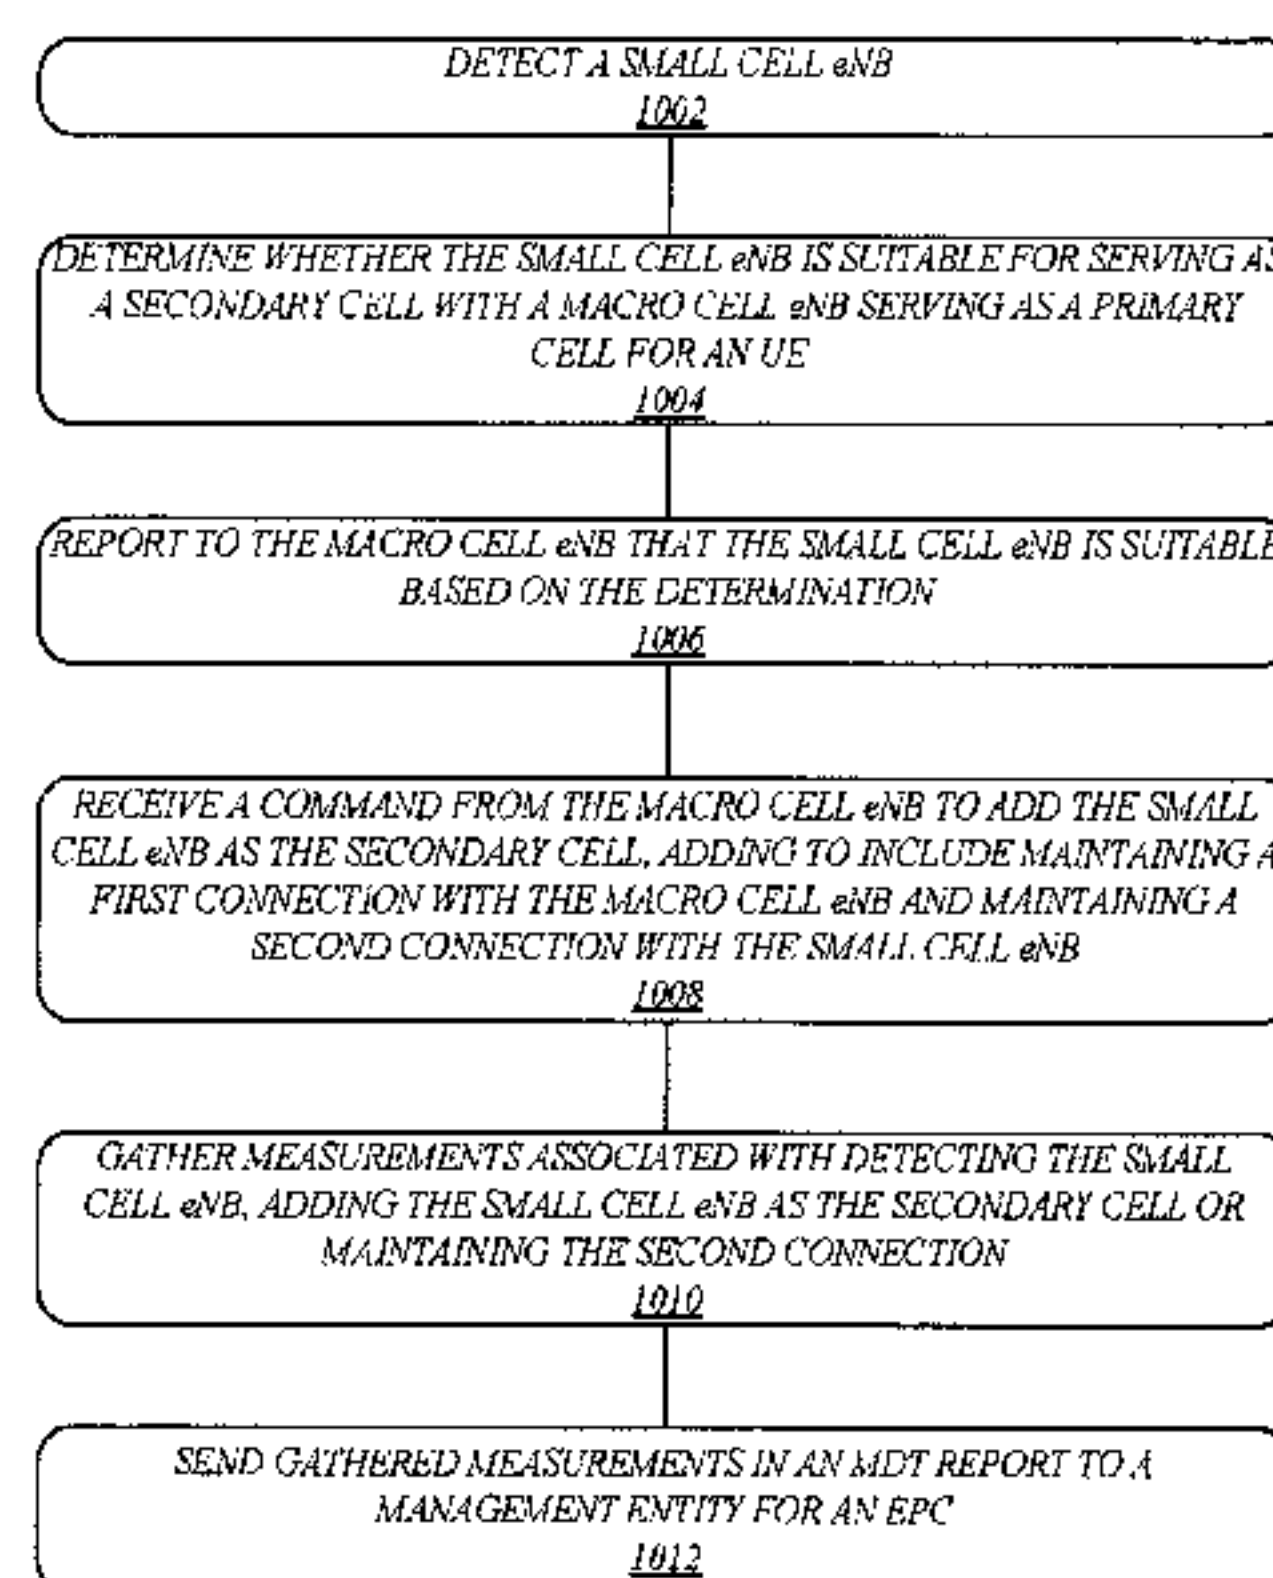 DETECT A SMALL CELL eNB
1002
DETERMINE WHETHER THE SMALL CELL eNB IS SUITABLE FOR SERVING AS
A SECONDARY CELL WITH A MACRO CELL eNB SERVING AS A PRIMARY
CELL FOR AN UE
1004
REPORT TO THE MACRO CELL eNB THAT THE SMALL CELL eNB IS SUITABLE
BASED ON THE DETERMINATION
1006
RECEIVE A COMMAND FROM THE MACRO CELL eNB TO ADD THE SMALL
CELL eNB AS THE SECONDARY CELL, ADDING TO INCLUDE MAINTAINING A
FIRST CONNECTION WITH THE MACRO CELL eNB AND MAINTAINING A
SECOND CONNECTION WITH THE SMALL CELL eNB
1008
GATHER MEASUREMENTS ASSOCIATED WITH DETECTING THE SMALL
CELL eNB, ADDING THE SMALL CELL eNB AS THE SECONDARY CELL OR
MAINTAINING THE SECOND CONNECTION
1010
SEND GATHERED MEASUREMENTS IN AN MDT REPORT TO A
MANAGEMENT ENTITY FOR AN EPC
1012